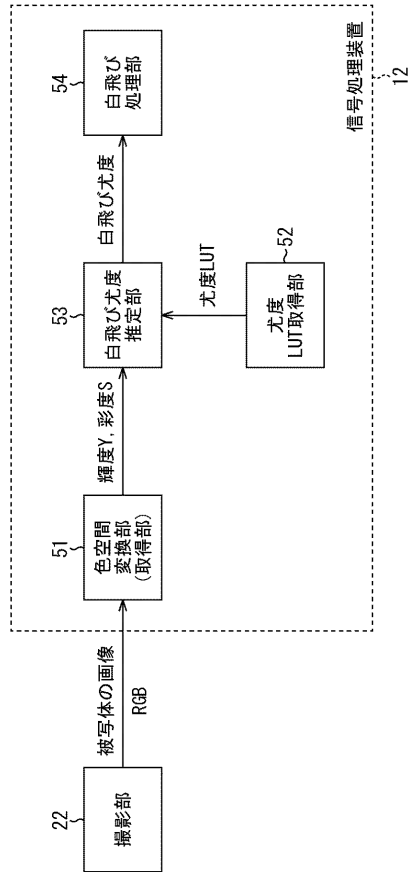 22
撮影部
被写体の画像
RGB
51
色空間
変換部
(取得部)
輝度Y, 彩度S
53
白飛び尤度
推定部
白飛び尤度
54
白飛び
処理部
尤度LUT
52
尤度
LUT取得部
信号処理装置
12